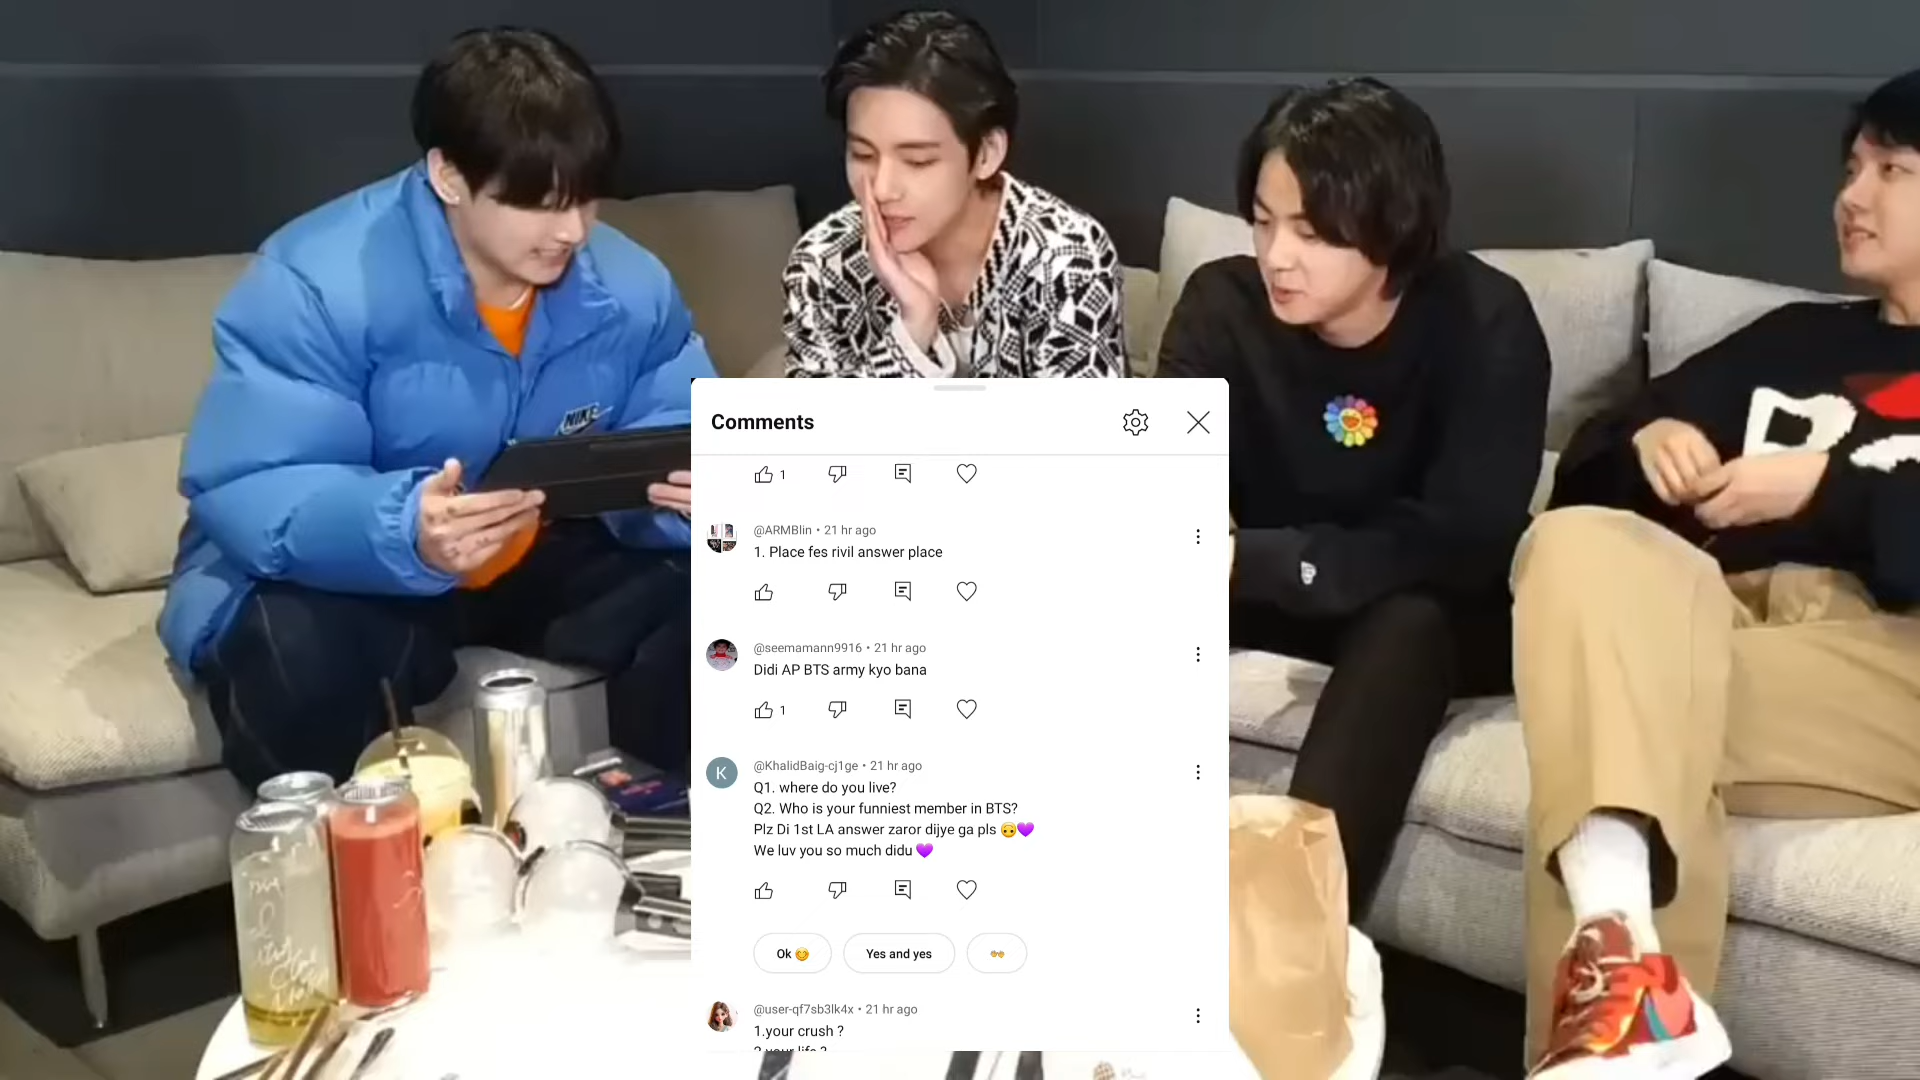 NIKE
Comments
1
@ARMBlin • 21 hr ago
1. Place fes rivil answer place
@seemamann9916 • 21 hr ago
Didi AP BTS army kyo bana
1
K
@KhalidBaig-cj1ge • 21 hr ago
Q1. where do you live?
Q2. Who is your funniest member in BTS?
Plz Di 1st LA answer zaror dijye ga pls 🙃💜
We luv you so much didu 💜
Ok 😋
Yes and yes
@user-qf7sb3lk4x • 21 hr ago
1.your crush ?
2.your life ?